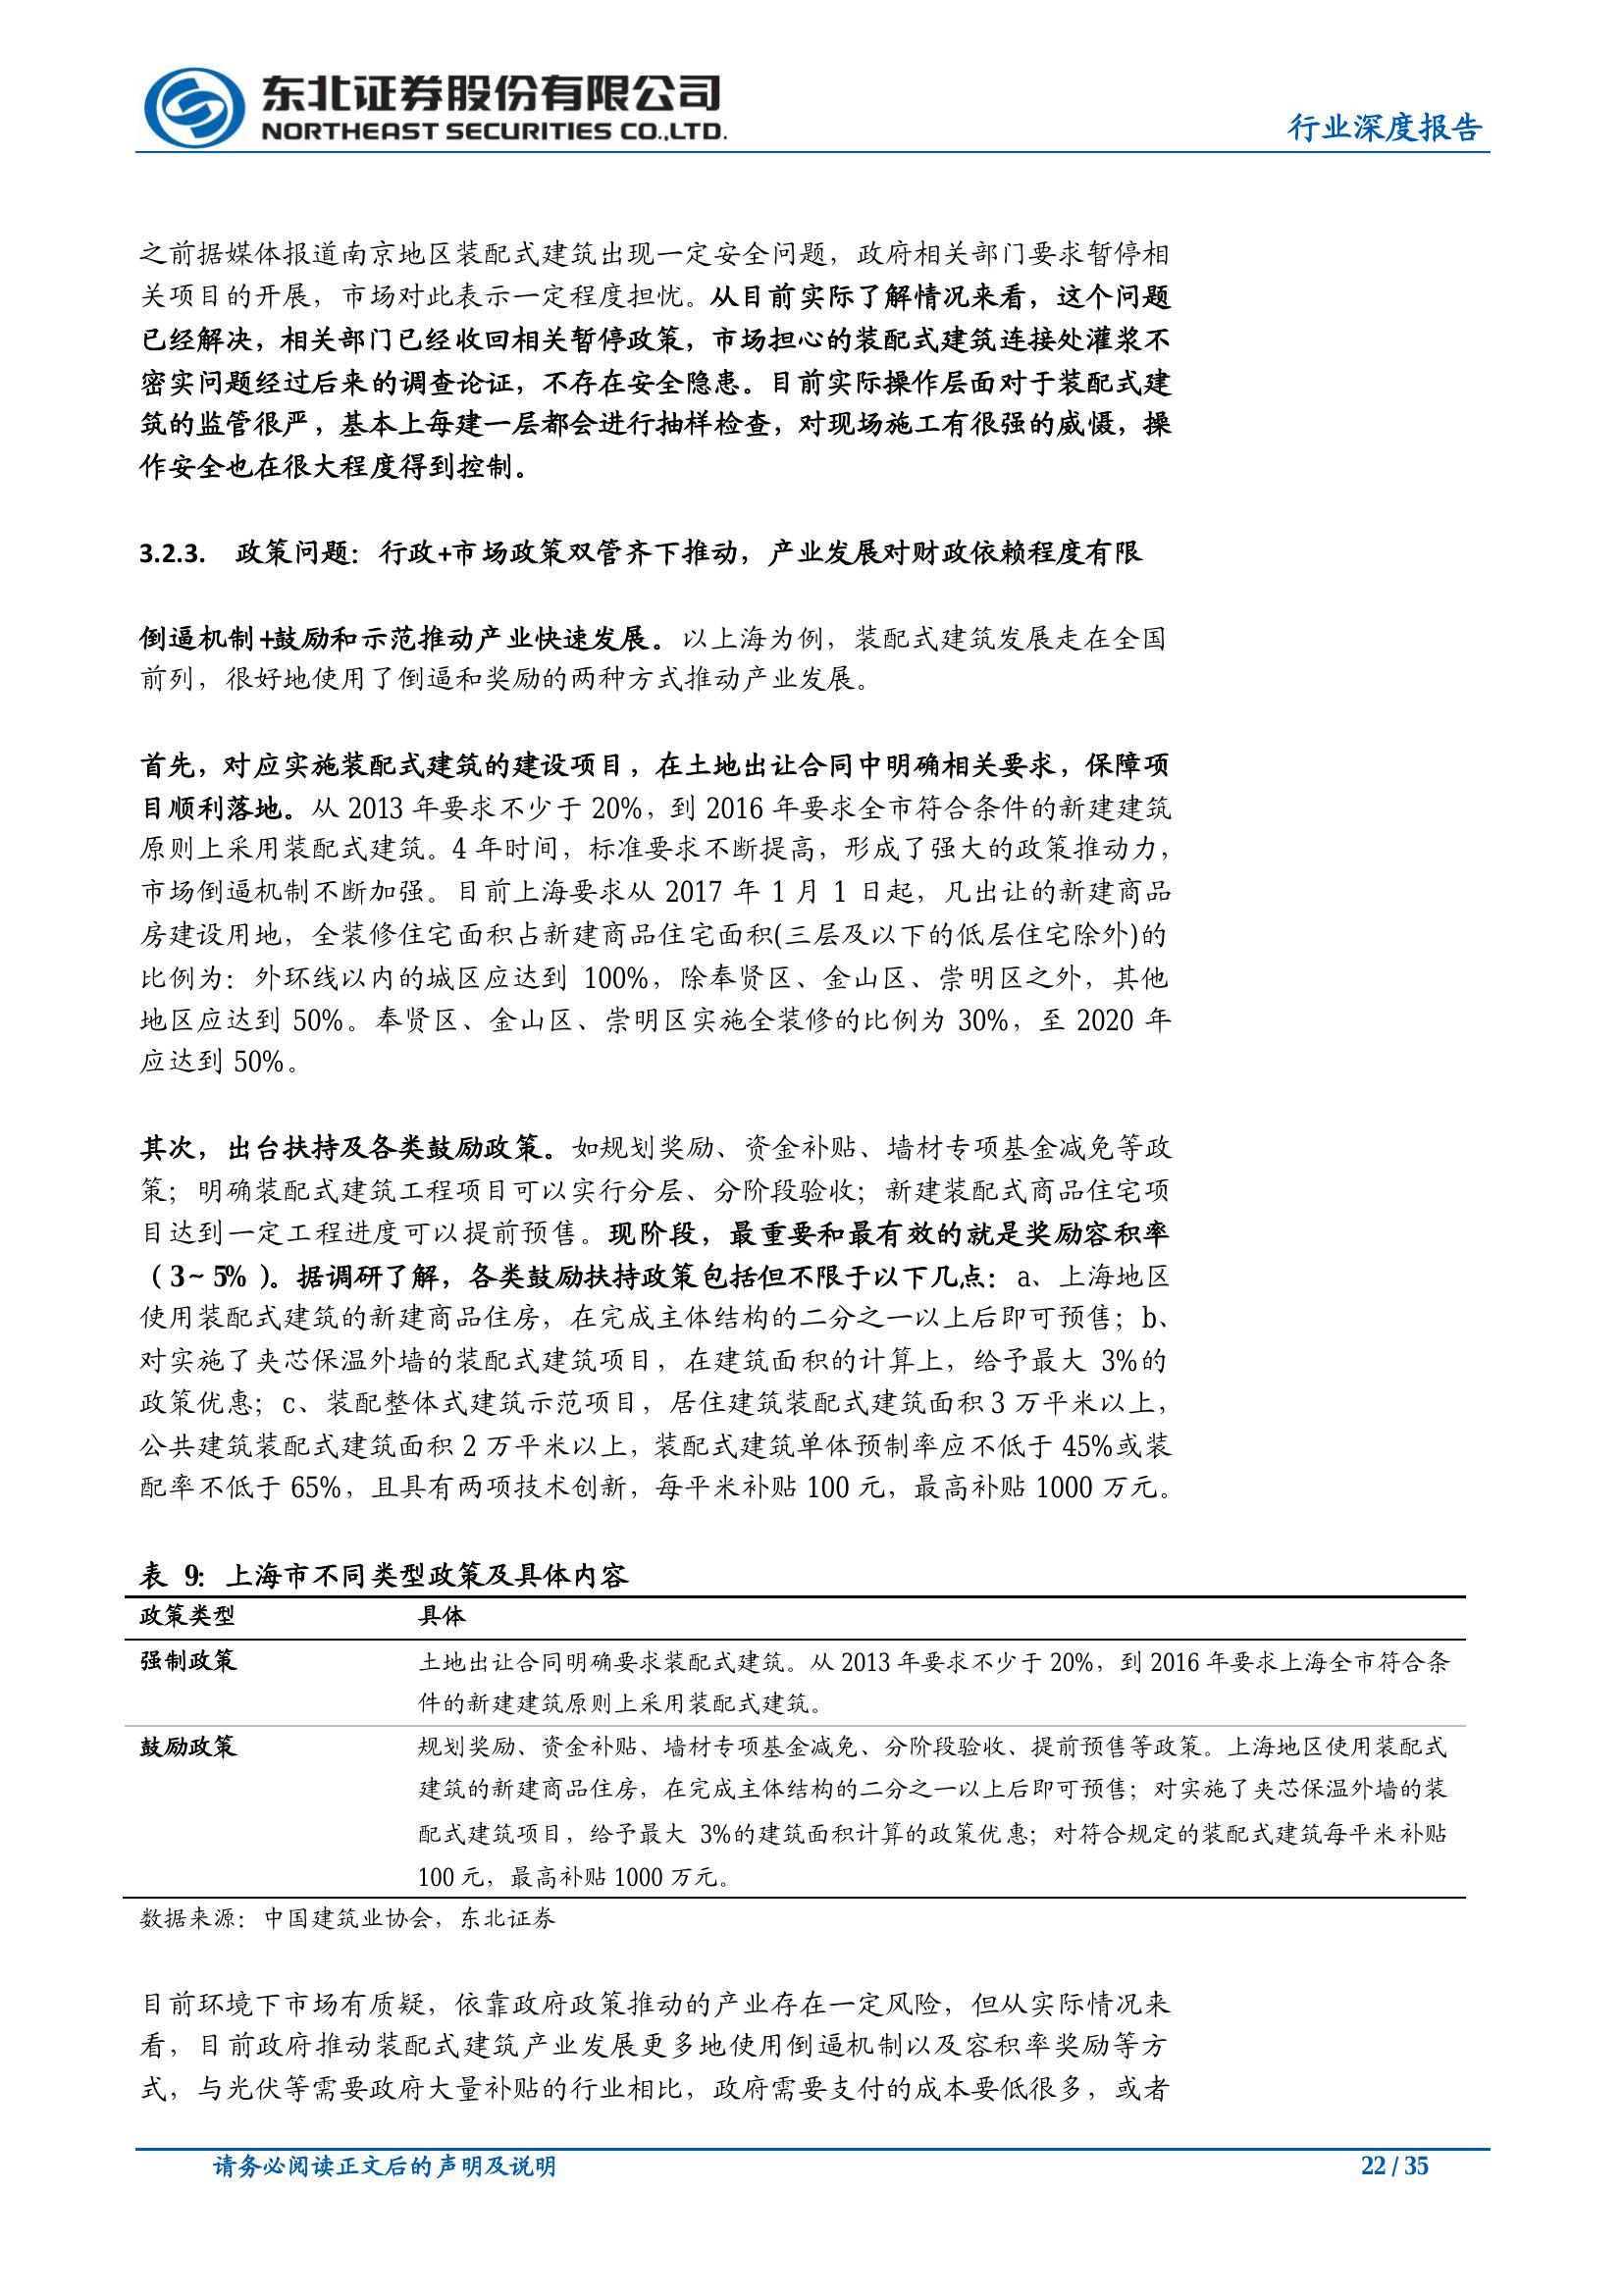 东北证券股份有限公司
NORTHEAST SECURITIES CO.,LTD.
行业深度报告
之前据媒体报道南京地区装配式建筑出现一定安全问题，政府相关部门要求暂停相
关项目的开展，市场对此表示一定程度担忧。从目前实际了解情况来看，这个问题
已经解决，相关部门已经收回相关暂停政策，市场担心的装配式建筑连接处灌浆不
密实问题经过后来的调查论证，不存在安全隐患。目前实际操作层面对于装配式建
筑的监管很严，基本上每建一层都会进行抽样检查，对现场施工有很强的威慑，操
作安全也在很大程度得到控制。
3.2.3. 政策问题：行政+市场政策双管齐下推动，产业发展对财政依赖程度有限
倒逼机制+鼓励和示范推动产业快速发展。以上海为例，装配式建筑发展走在全国
前列，很好地使用了倒逼和奖励的两种方式推动产业发展。
首先，对应实施装配式建筑的建设项目，在土地出让合同中明确相关要求，保障项
目顺利落地。从 2013 年要求不少于 20%，到 2016 年要求全市符合条件的新建建筑
原则上采用装配式建筑。4 年时间，标准要求不断提高，形成了强大的政策推动力，
市场倒逼机制不断加强。目前上海要求从 2017 年 1 月 1 日起，凡出让的新建商品
房建设用地，全装修住宅面积占新建商品住宅面积(三层及以下的低层住宅除外)的
比例为：外环线以内的城区应达到 100%，除奉贤区、金山区、崇明区之外，其他
地区应达到 50%。奉贤区、金山区、崇明区实施全装修的比例为 30%，至 2020 年
应达到 50%。
其次，出台扶持及各类鼓励政策。如规划奖励、资金补贴、墙材专项基金减免等政
策；明确装配式建筑工程项目可以实行分层、分阶段验收；新建装配式商品住宅项
目达到一定工程进度可以提前预售。现阶段，最重要和最有效的就是奖励容积率
（3~5%）。据调研了解，各类鼓励扶持政策包括但不限于以下几点：a、上海地区
使用装配式建筑的新建商品住房，在完成主体结构的二分之一以上后即可预售；b、
对实施了夹芯保温外墙的装配式建筑项目，在建筑面积的计算上，给予最大 3%的
政策优惠；c、装配整体式建筑示范项目，居住建筑装配式建筑面积 3 万平米以上，
公共建筑装配式建筑面积 2 万平米以上，装配式建筑单体预制率应不低于 45%或装
配率不低于 65%，且具有两项技术创新，每平米补贴 100 元，最高补贴 1000 万元。
表 9：上海市不同类型政策及具体内容
政策类型 具体
强制政策 土地出让合同明确要求装配式建筑。从 2013 年要求不少于 20%，到 2016 年要求上海全市符合条
件的新建建筑原则上采用装配式建筑。
鼓励政策 规划奖励、资金补贴、墙材专项基金减免、分阶段验收、提前预售等政策。上海地区使用装配式
建筑的新建商品住房，在完成主体结构的二分之一以上后即可预售；对实施了夹芯保温外墙的装
配式建筑项目，给予最大 3%的建筑面积计算的政策优惠；对符合规定的装配式建筑每平米补贴
100 元，最高补贴 1000 万元。
数据来源：中国建筑业协会，东北证券
目前环境下市场有质疑，依靠政府政策推动的产业存在一定风险，但从实际情况来
看，目前政府推动装配式建筑产业发展更多地使用倒逼机制以及容积率奖励等方
式，与光伏等需要政府大量补贴的行业相比，政府需要支付的成本要低很多，或者
请务必阅读正文后的声明及说明
22 / 35